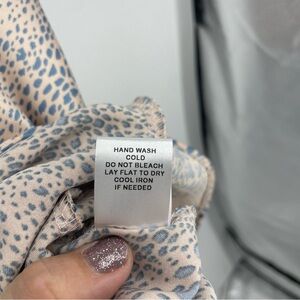 HAND WASH
COLD
DO NOT BLEACH
LAY FLAT TO DRY
COOL IRON
IF NEEDED